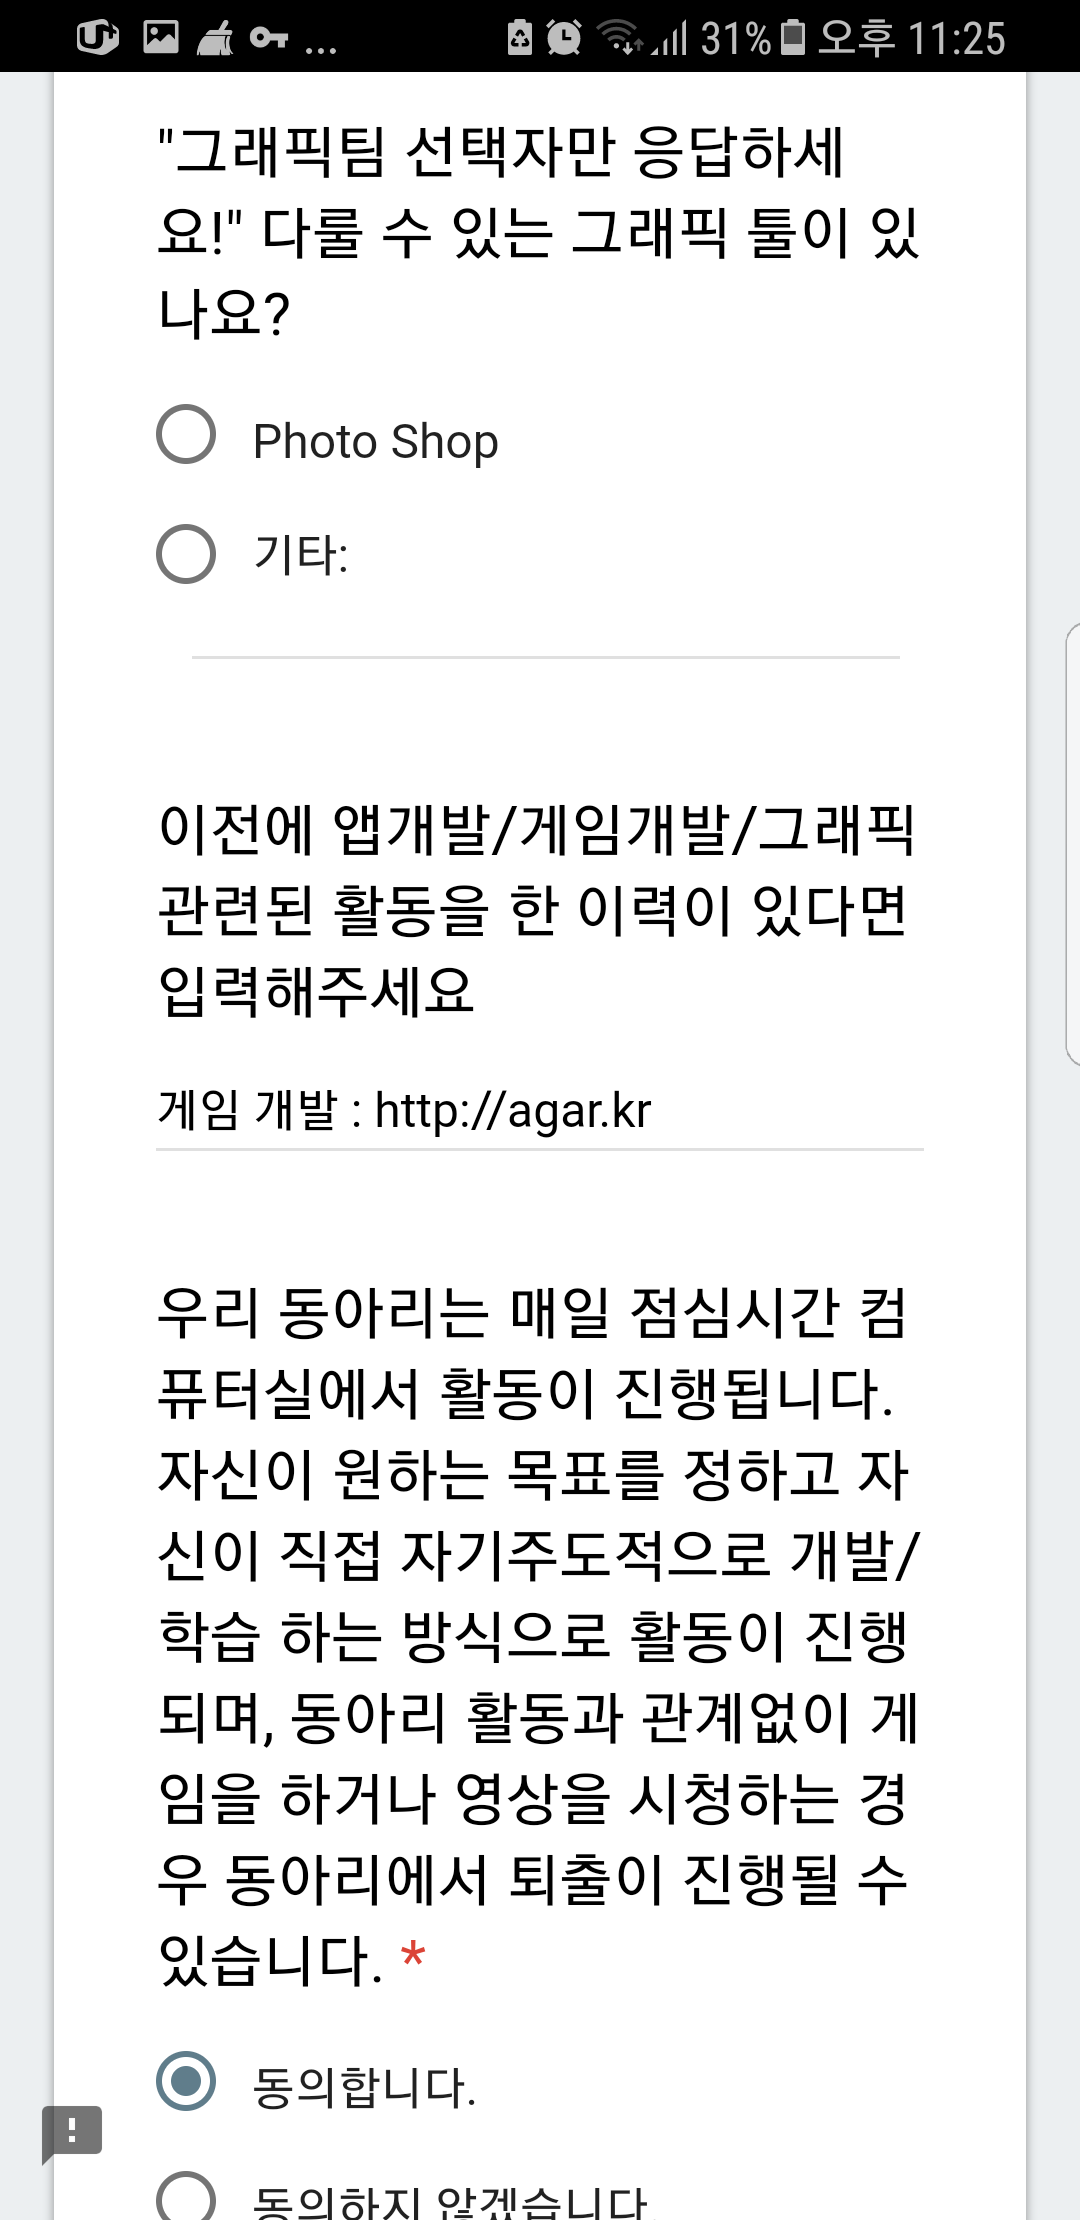 31% 오후 11:25
"그래픽팀 선택자만 응답하세
요!" 다룰 수 있는 그래픽 툴이 있
나요?
Photo Shop
기타:
이전에 앱개발/게임개발/그래픽
관련된 활동을 한 이력이 있다면
입력해주세요
게임 개발 : http://agar.kr
우리 동아리는 매일 점심시간 컴
퓨터실에서 활동이 진행됩니다.
자신이 원하는 목표를 정하고 자
신이 직접 자기주도적으로 개발/
학습 하는 방식으로 활동이 진행
되며, 동아리 활동과 관계없이 게
임을 하거나 영상을 시청하는 경
우 동아리에서 퇴출이 진행될 수
있습니다. *
동의합니다.
동의하지 않겠습니다.